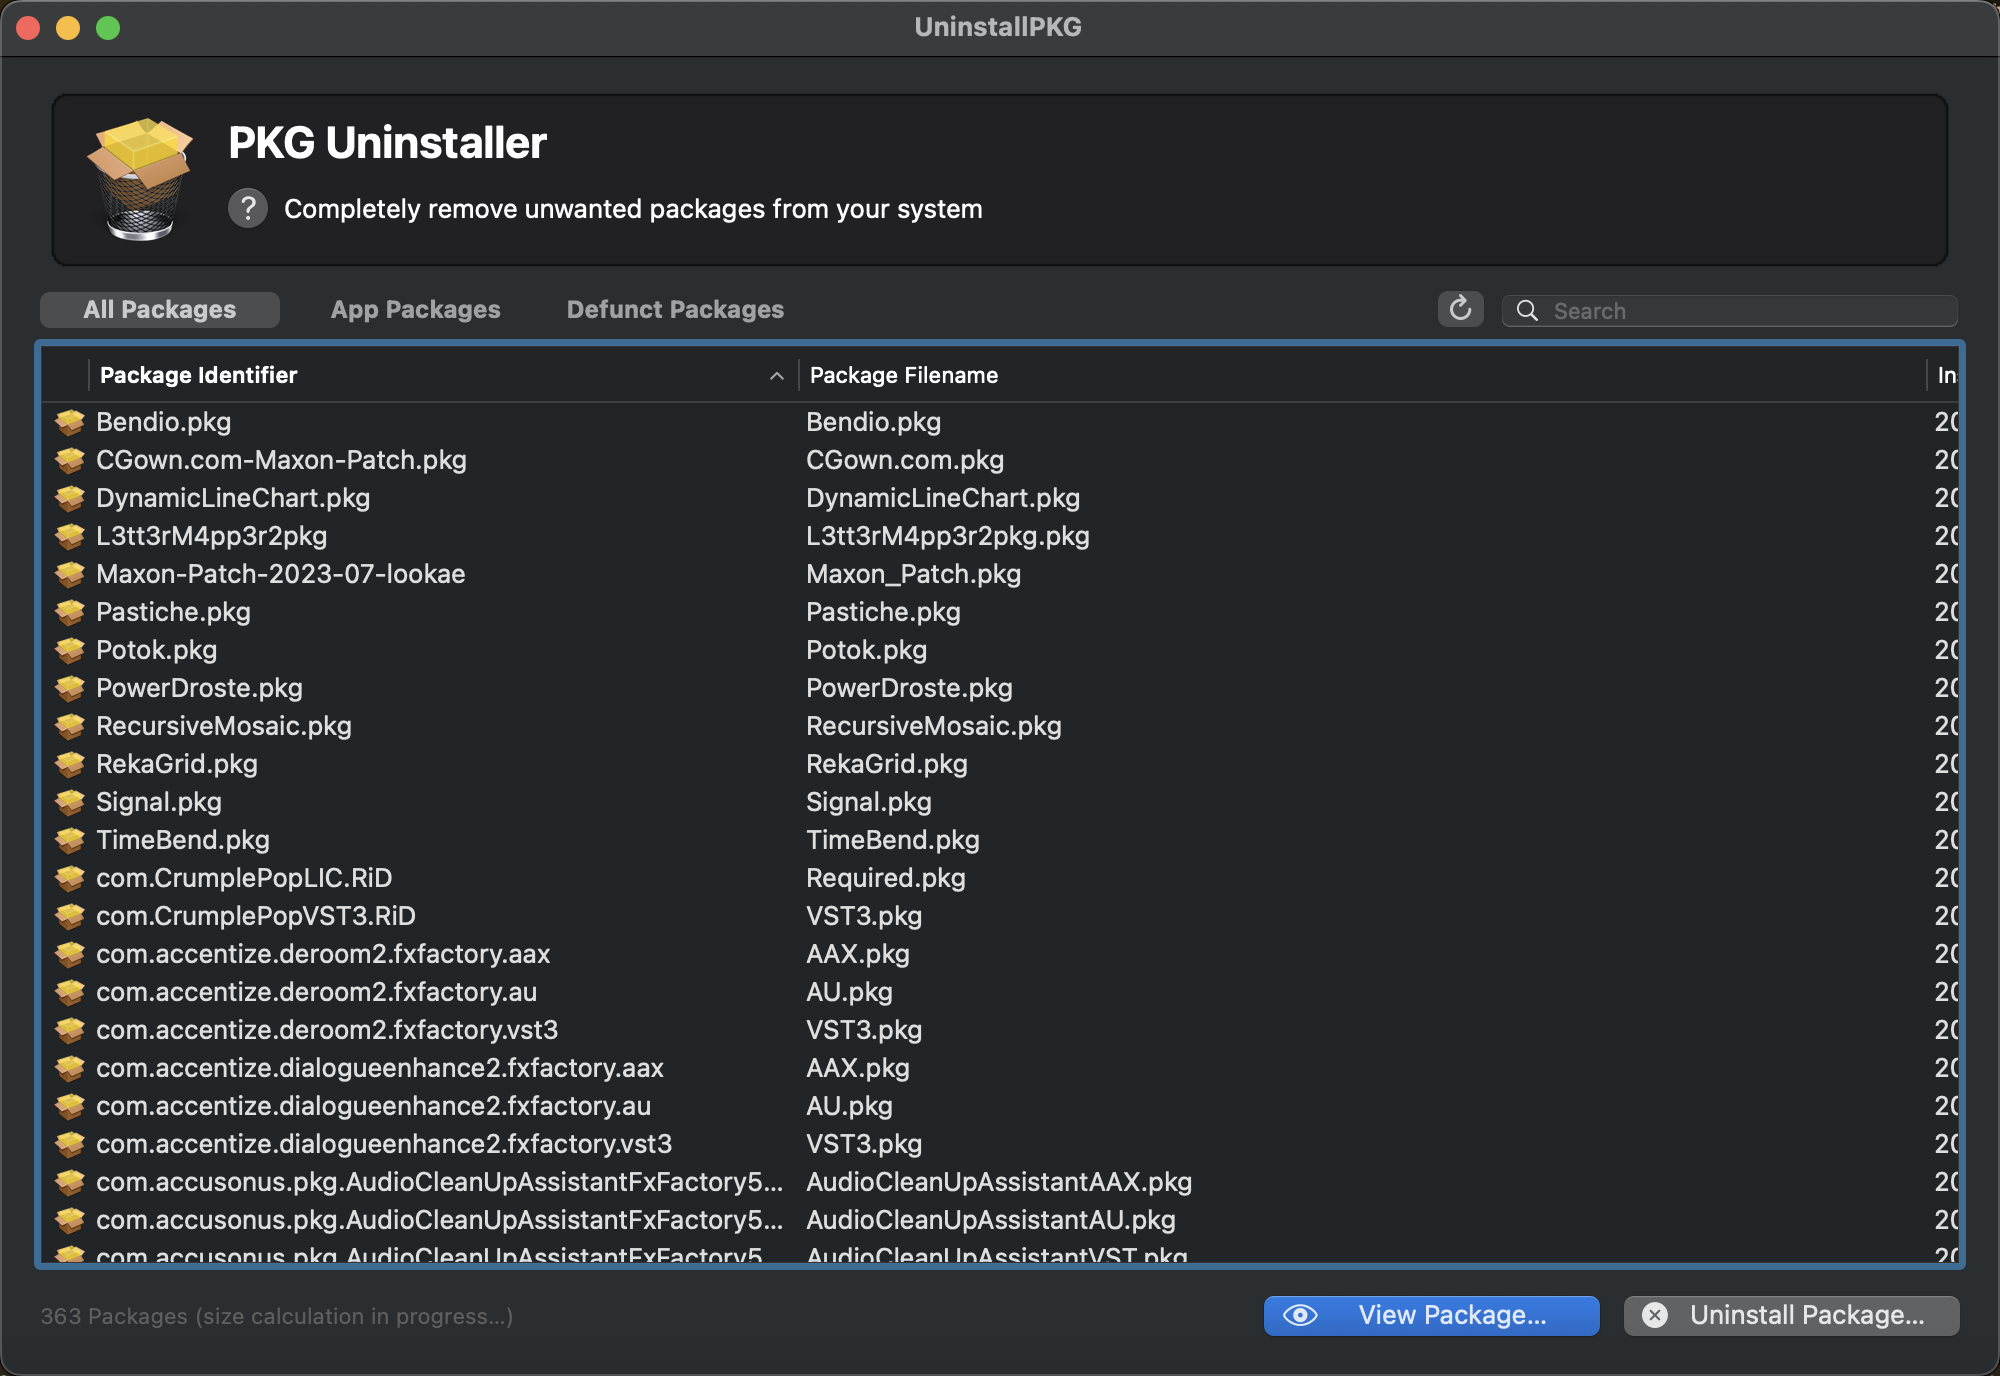 UninstallPKG
PKG Uninstaller
? Completely remove unwanted packages from your system
All Packages App Packages Defunct Packages Search
Package Identifier Package Filename In
Bendio.pkg Bendio.pkg 20
CGown.com-Maxon-Patch.pkg CGown.com.pkg 20
DynamicLineChart.pkg DynamicLineChart.pkg 20
L3tt3rM4pp3r2pkg L3tt3rM4pp3r2pkg.pkg 20
Maxon-Patch-2023-07-lookae Maxon_Patch.pkg 20
Pastiche.pkg Pastiche.pkg 20
Potok.pkg Potok.pkg 20
PowerDroste.pkg PowerDroste.pkg 20
RecursiveMosaic.pkg RecursiveMosaic.pkg 20
RekaGrid.pkg RekaGrid.pkg 20
Signal.pkg Signal.pkg 20
TimeBend.pkg TimeBend.pkg 20
com.CrumplePopLIC.RiD Required.pkg 20
com.CrumplePopVST3.RiD VST3.pkg 20
com.accentize.deroom2.fxfactory.aax AAX.pkg 20
com.accentize.deroom2.fxfactory.au AU.pkg 20
com.accentize.deroom2.fxfactory.vst3 VST3.pkg 20
com.accentize.dialogueenhance2.fxfactory.aax AAX.pkg 20
com.accentize.dialogueenhance2.fxfactory.au AU.pkg 20
com.accentize.dialogueenhance2.fxfactory.vst3 VST3.pkg 20
com.accusonus.pkg.AudioCleanUpAssistantFxFactory5... AudioCleanUpAssistantAAX.pkg 20
com.accusonus.pkg.AudioCleanUpAssistantFxFactory5... AudioCleanUpAssistantAU.pkg 20
com.accusonus.pkg.AudioCleanUpAssistantFxFactory5 AudioCleanUpAssistantVST.pkg 20
363 Packages (size calculation in progress...) View Package... Uninstall Package...